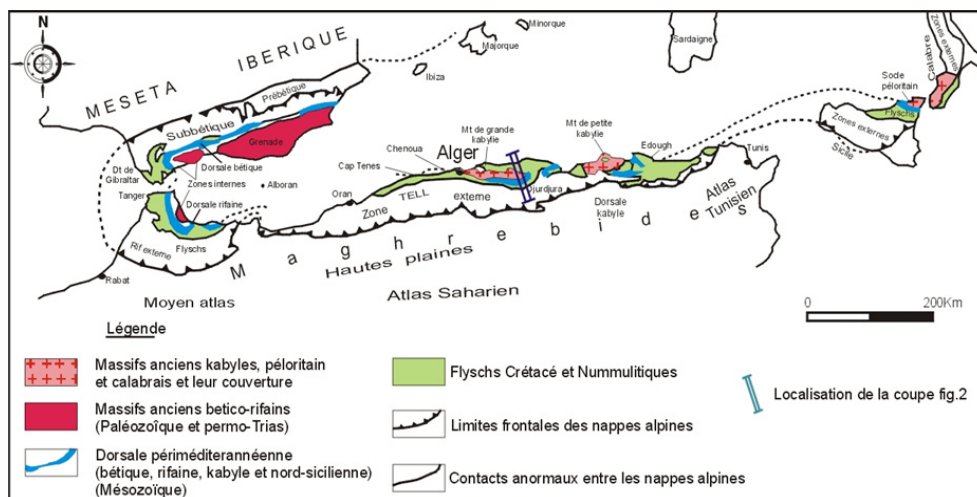 N
MESETA IBERIQUE
Minorque
Majorque
Ibiza
Sardaigne
Zones externes
Calabre
Sode
péloritain
Flyschs
Zones externes
Sicile
Prébétique
Subbétique
Grenade
Dorsale bétique
Zones internes
Dt de
Gibraltar
Tanger
Alboran
Dorsale rifaine
Flyschs
Rif externe
Rabat
Chenoua
Cap Tenes
Alger
Mt de grande
kabylie
Mt de petite
kabylie
Edough
Tunis
Oran
TELL
Zone externe
Djurdjura
Dorsale
kabyle
Atlas
Tunisien
Maghrebides
Hautes plaines
Moyen atlas
Atlas Saharien
0 200Km
Légende
Massifs anciens kabyles, péloritain
et calabrais et leur couverture
Massifs anciens betico-rifains
(Paléozoïque et permo-Trias)
Dorsale périméditerannéenne
(bétique, rifaine, kabyle et nord-sicilienne)
(Mésozoïque)
Flyschs Crétacé et Nummulitiques
Limites frontales des nappes alpines
Contacts anormaux entre les nappes alpines
Localisation de la coupe fig.2